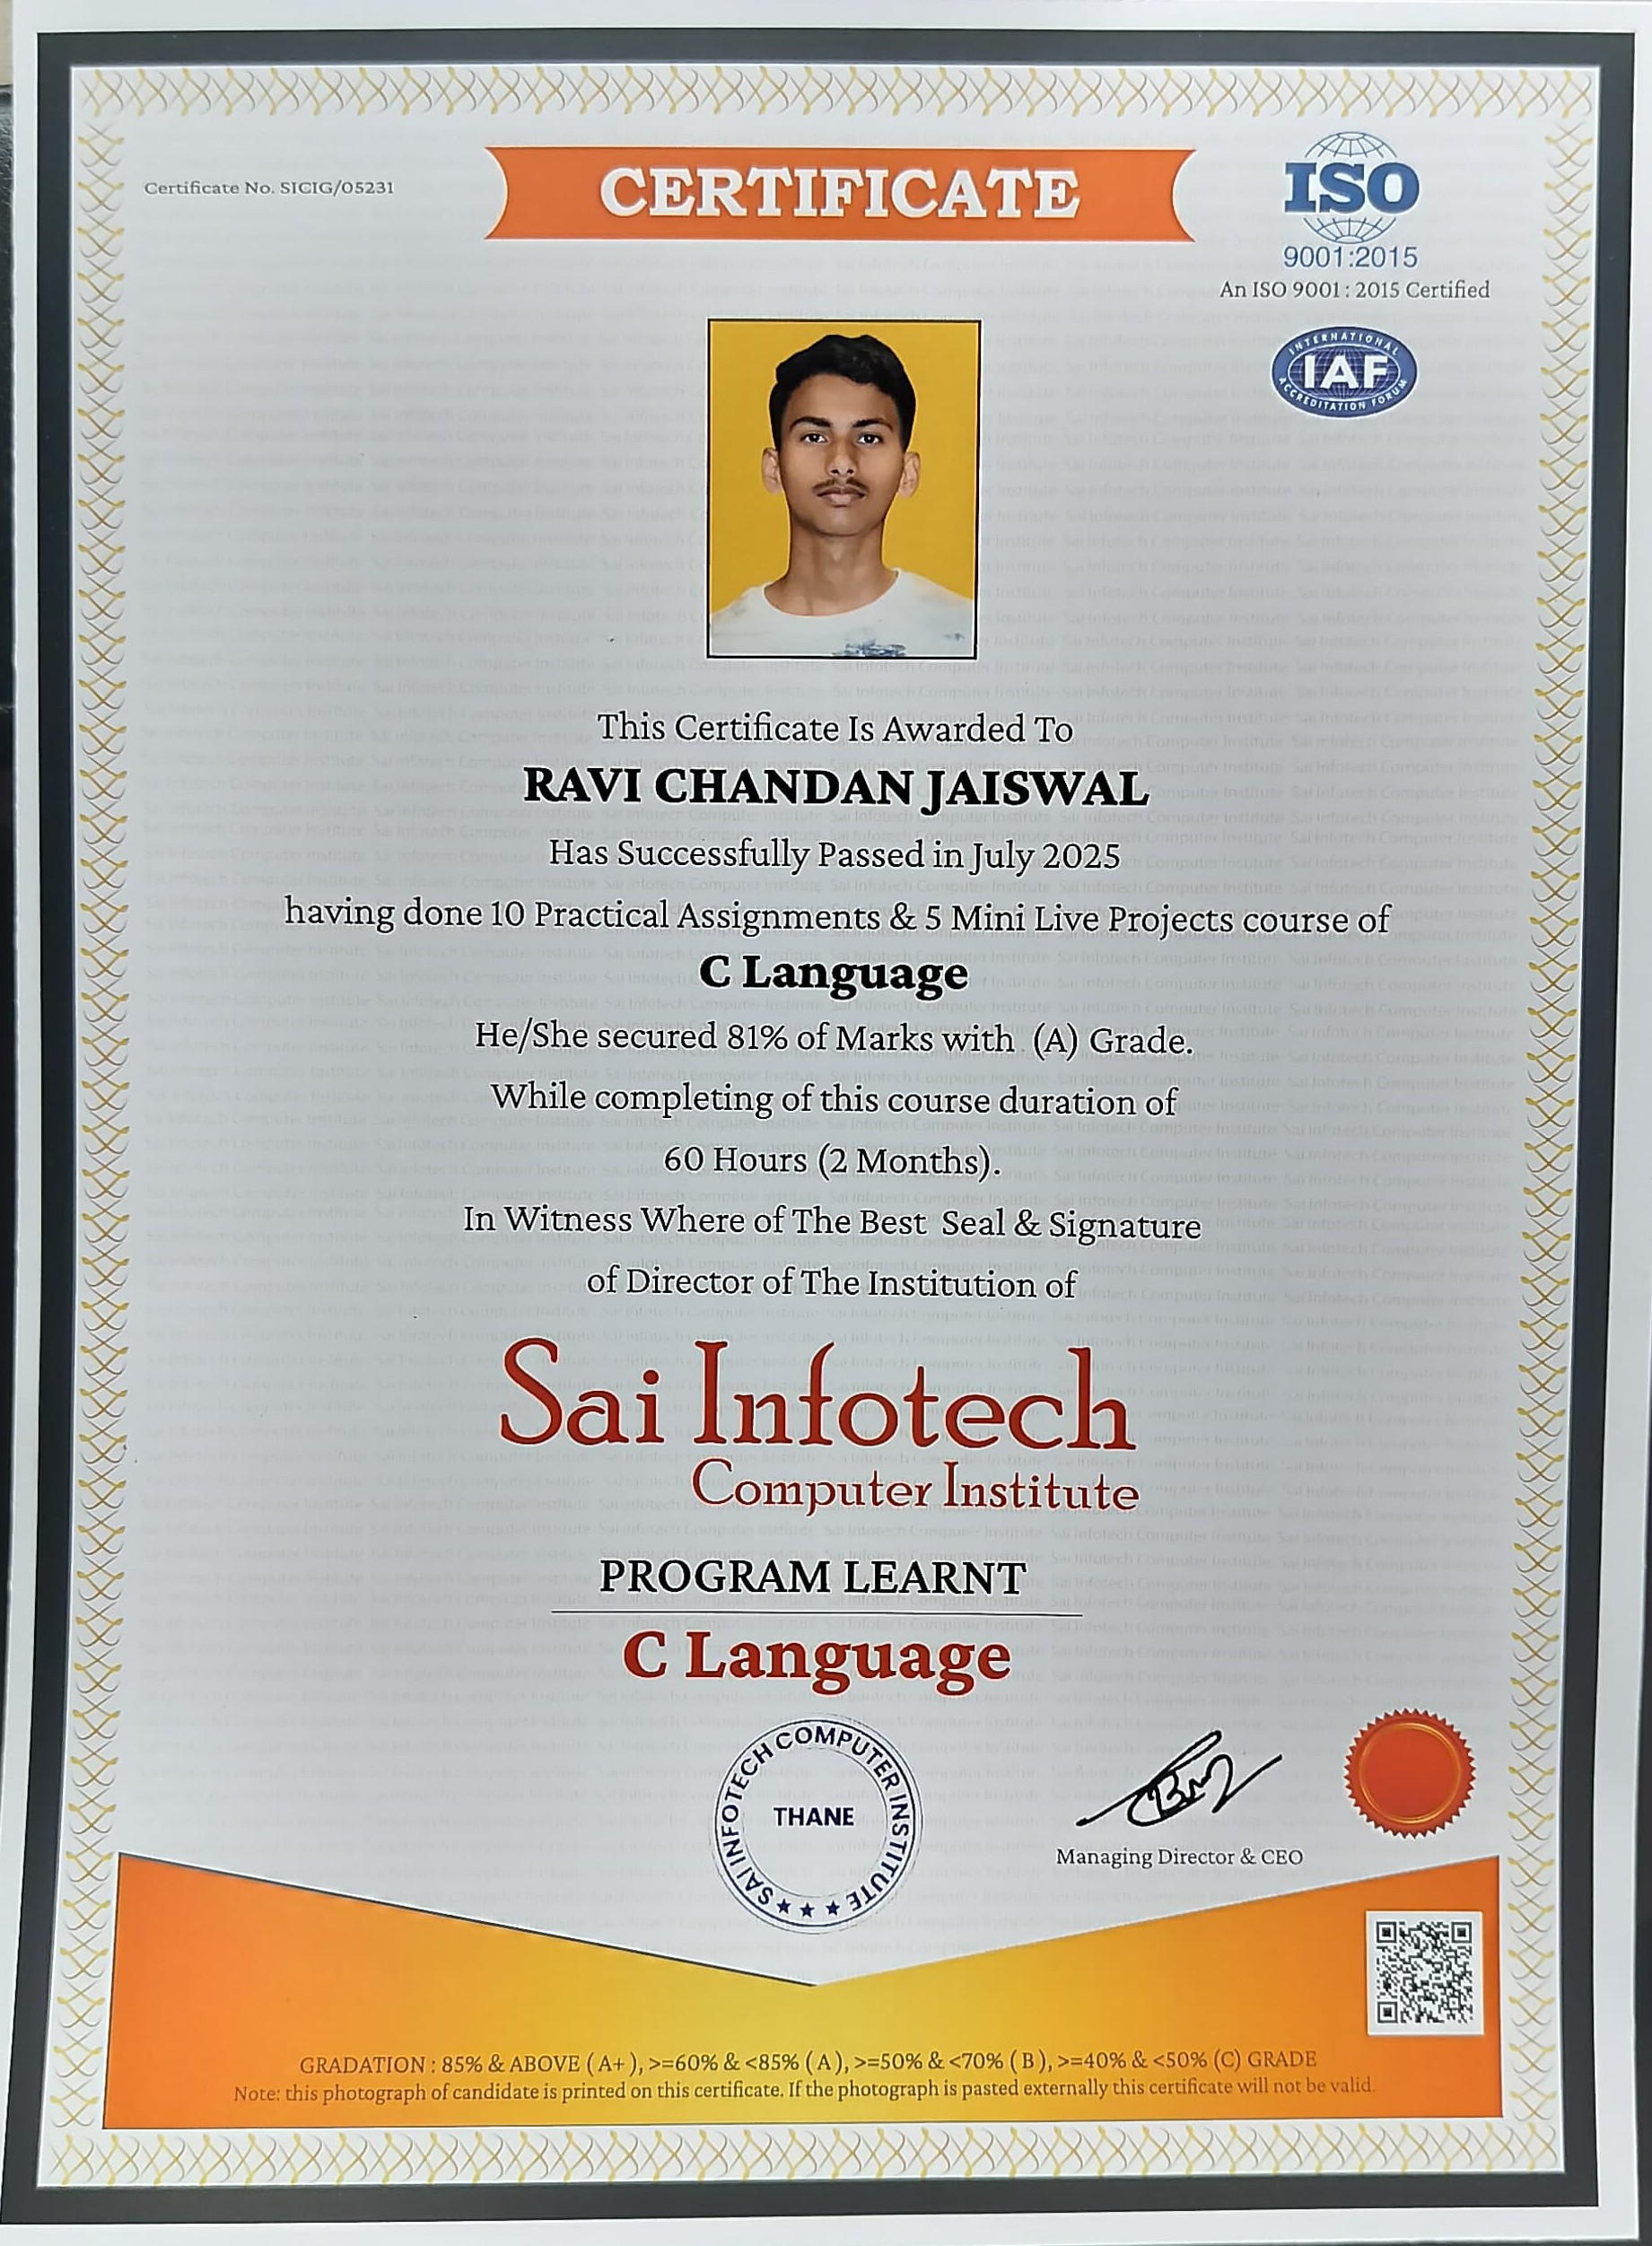 Certificate No. SICIG/05231
CERTIFICATE
ISO
9001:2015
An ISO 9001 : 2015 Certified
INTERNATIONAL
IAF
ACCREDITATION FORUM
This Certificate Is Awarded To
RAVI CHANDAN JAISWAL
Has Successfully Passed in July 2025
having done 10 Practical Assignments & 5 Mini Live Projects course of
C Language
He/She secured 81% of Marks with (A) Grade.
While completing of this course duration of
60 Hours (2 Months).
In Witness Where of The Best Seal & Signature
of Director of The Institution of
Sai Infotech
Computer Institute
PROGRAM LEARNT
C Language
SAI INFOTECH COMPUTER INSTITUTE
THANE
Managing Director & CEO
GRADATION : 85% & ABOVE ( A+ ), >=60% & <85% ( A ), >=50% & <70% ( B ), >=40% & <50% (C) GRADE
Note: this photograph of candidate is printed on this certificate. If the photograph is pasted externally this certificate will not be valid.